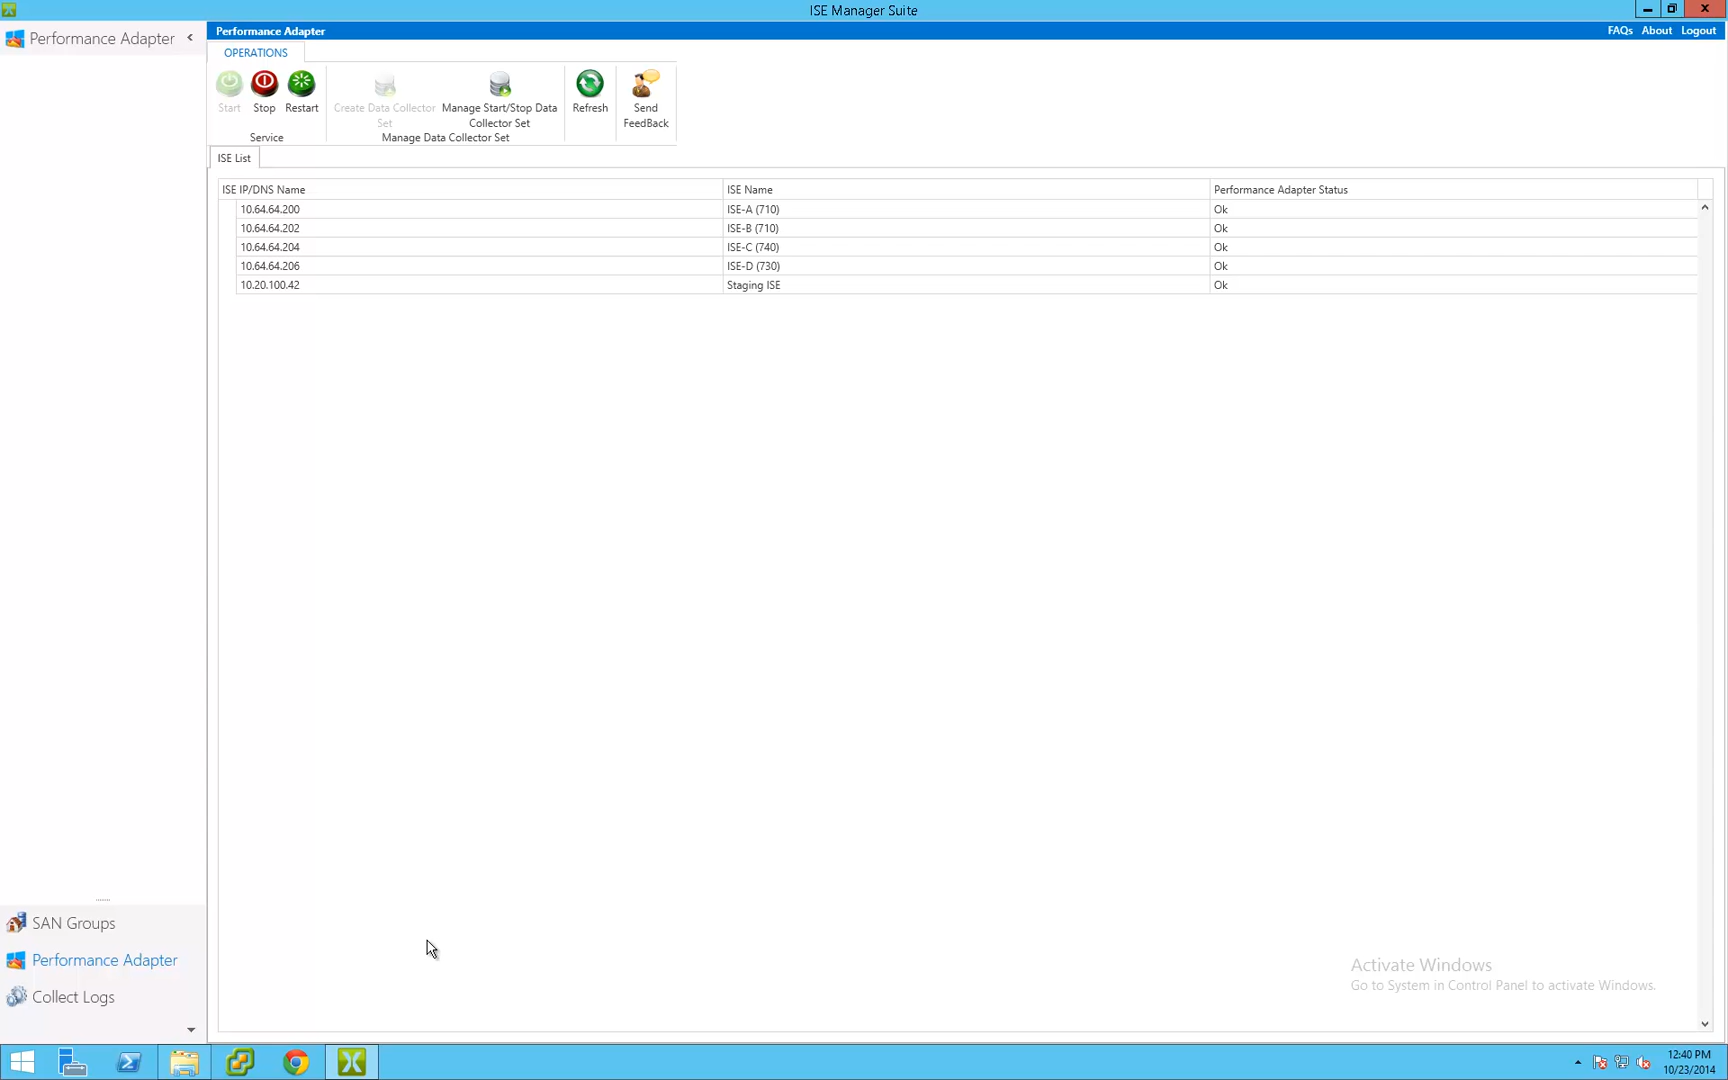 ISE Manager Suite
Performance Adapter
Performance Adapter
FAQs About Logout
OPERATIONS
Start Stop Restart
Create Data Collector Set
Manage Start/Stop Data Collector Set
Refresh
Send FeedBack
Service
Manage Data Collector Set
ISE List
ISE IP/DNS Name ISE Name Performance Adapter Status
10.64.64.200 ISE-A (710) Ok
10.64.64.202 ISE-B (710) Ok
10.64.64.204 ISE-C (740) Ok
10.64.64.206 ISE-D (730) Ok
10.20.100.42 Staging ISE Ok
SAN Groups
Performance Adapter
Collect Logs
Activate Windows
Go to System in Control Panel to activate Windows.
12:40 PM
10/23/2014